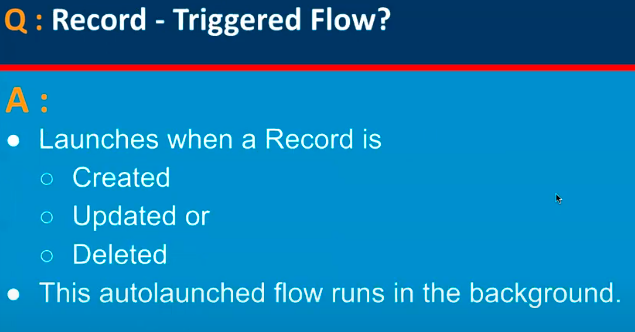 Q : Record - Triggered Flow?
A :
● Launches when a Record is
○ Created
○ Updated or
○ Deleted
● This autolaunched flow runs in the background.